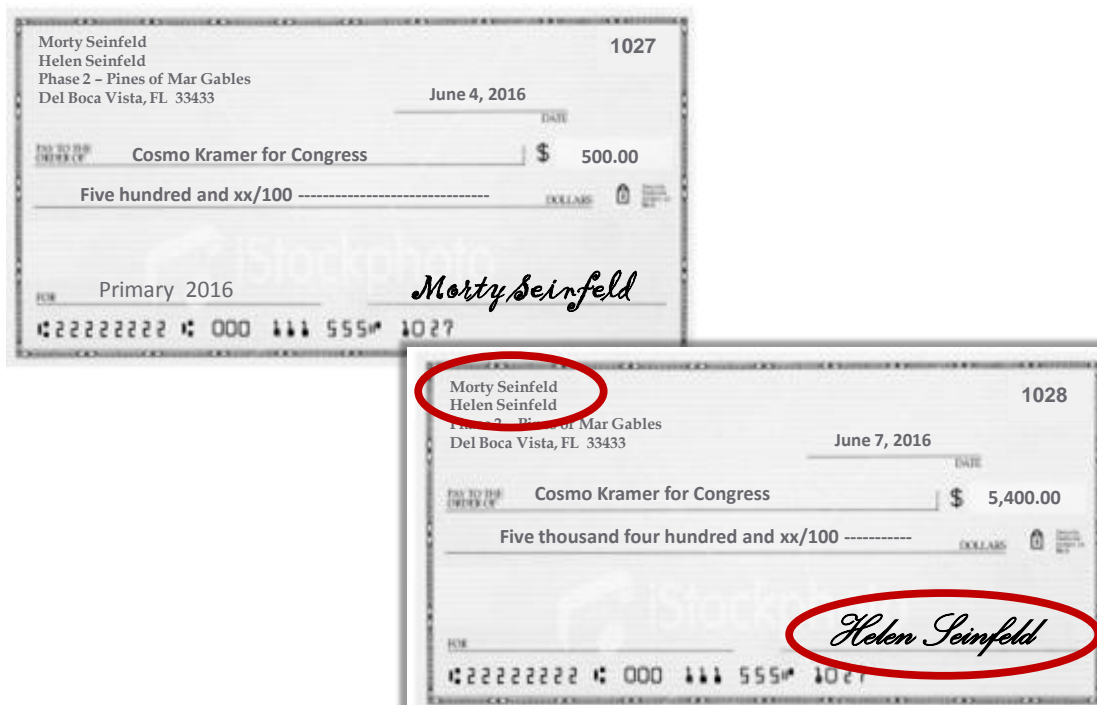 Morty Seinfeld
Helen Seinfeld
Phase 2 – Pines of Mar Gables
Del Boca Vista, FL 33433
1027
June 4, 2016
DATE
PAY TO THE
ORDER OF
Cosmo Kramer for Congress
$ 500.00
Five hundred and xx/100 -------------------------------
DOLLARS
iStockphoto
FOR
Primary 2016
Morty Seinfeld
⑆22222222 ⑆ 000 111 555⑈ 1027
Morty Seinfeld
Helen Seinfeld
Phase 2 – Pines of Mar Gables
Del Boca Vista, FL 33433
1028
June 7, 2016
DATE
PAY TO THE
ORDER OF
Cosmo Kramer for Congress
$ 5,400.00
Five thousand four hundred and xx/100 -----------
DOLLARS
iStockphoto
FOR
Helen Seinfeld
⑆22222222 ⑆ 000 111 555⑈ 1027